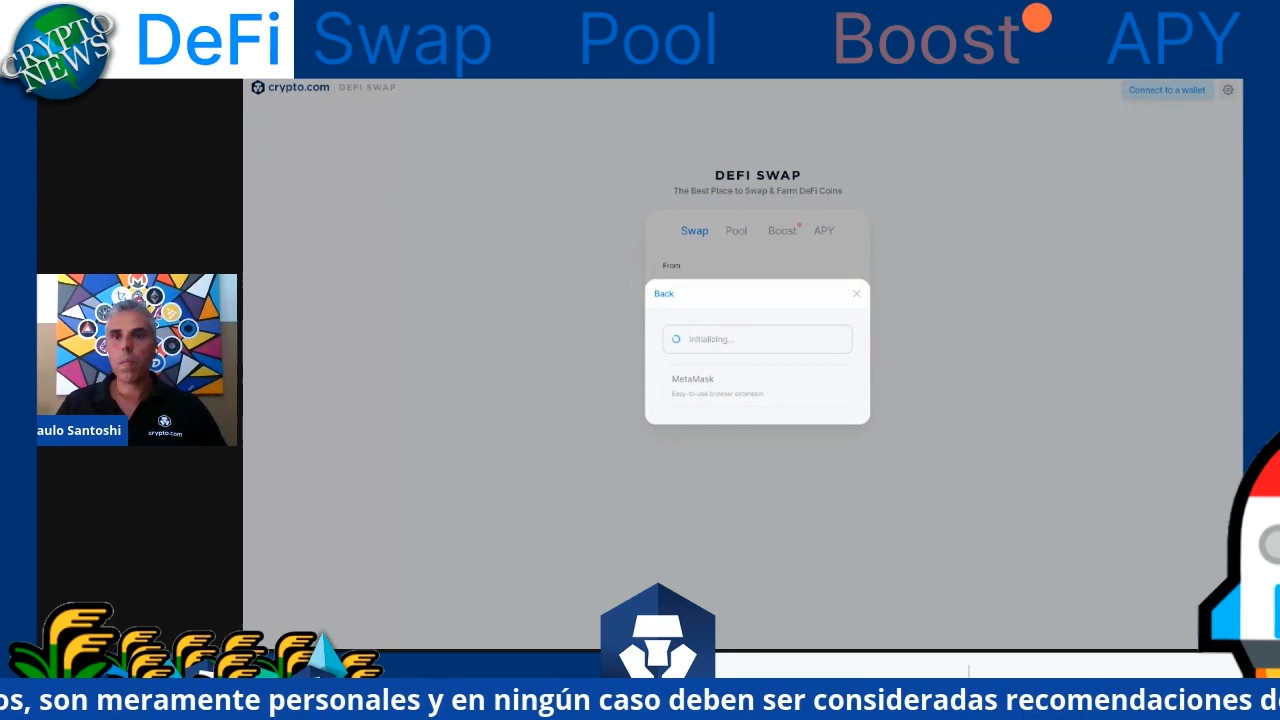 CRYPTO
NEWS
DeFi Swap Pool Boost APY
crypto.com DEFI SWAP
Connect to a wallet
DEFI SWAP
The Best Place to Swap & Farm DeFi Coins
Swap Pool Boost APY
From
Back
Initializing...
MetaMask
Easy-to-use browser extension
crypto.com
aulo Santoshi
os, son meramente personales y en ningún caso deben ser consideradas recomendaciones d